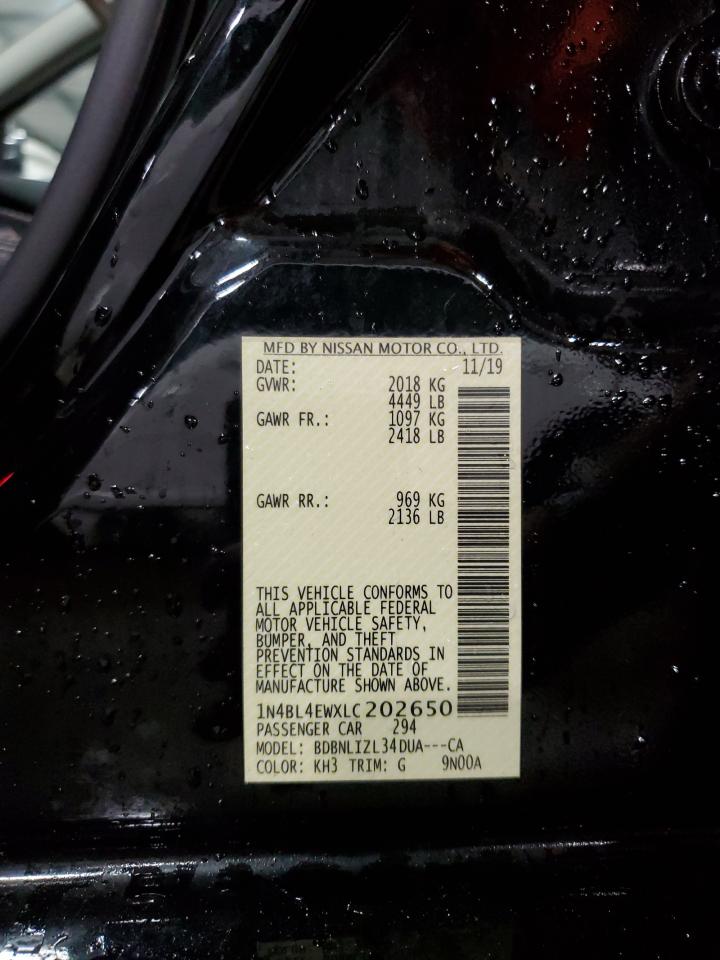 MFD BY NISSAN MOTOR CO., LTD.
DATE: 11/19
GVWR: 2018 KG
4449 LB
GAWR FR.: 1097 KG
2418 LB
GAWR RR.: 969 KG
2136 LB
THIS VEHICLE CONFORMS TO
ALL APPLICABLE FEDERAL
MOTOR VEHICLE SAFETY,
BUMPER, AND THEFT
PREVENTION STANDARDS IN
EFFECT ON THE DATE OF
MANUFACTURE SHOWN ABOVE.
1N4BL4EWXLC202650
PASSENGER CAR 294
MODEL: BDBNLIZL34DUA---CA
COLOR: KH3 TRIM: G 9N00A